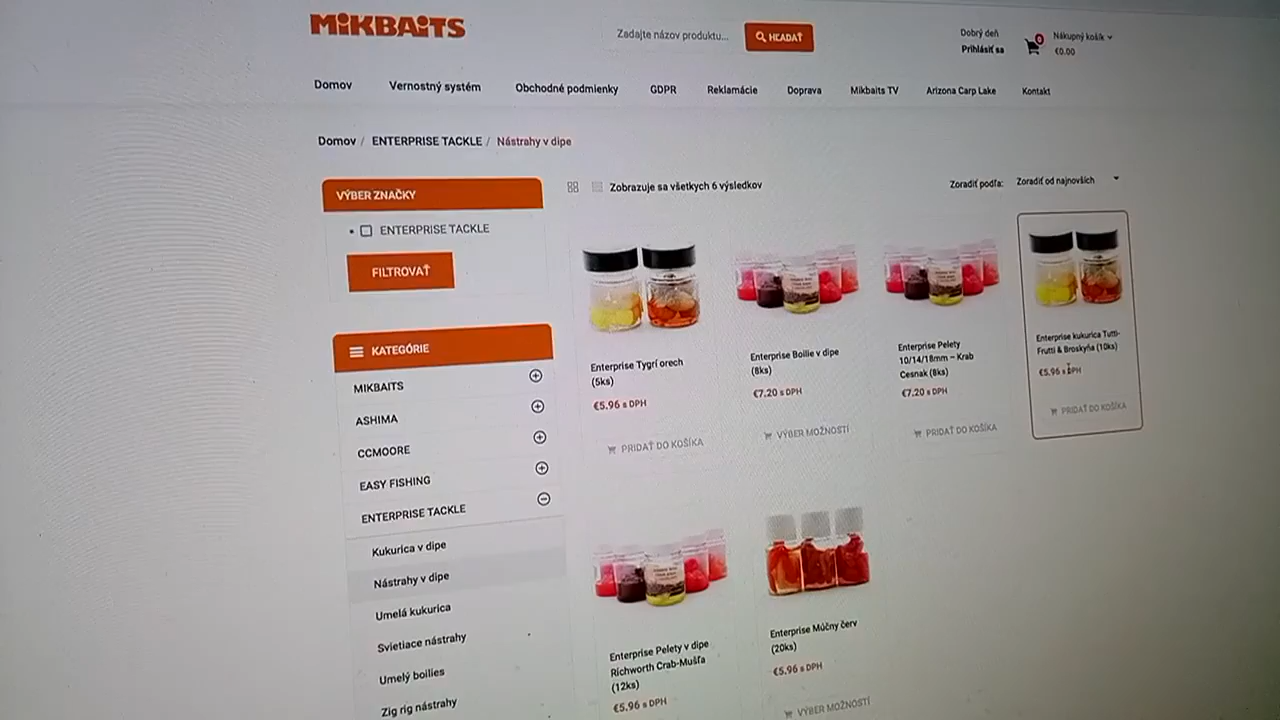 MiKBAiTS
Zadajte názov produktu...
HĽADAŤ
Dobrý deň
Prihlásiť sa
0
Nákupný košík
€0.00
Domov
Vernostný systém
Obchodné podmienky
GDPR
Reklamácie
Doprava
Mikbaits TV
Arizona Carp Lake
Kontakt
Domov / ENTERPRISE TACKLE / Nástrahy v dipe
VÝBER ZNAČKY
ENTERPRISE TACKLE
FILTROVAŤ
KATEGÓRIE
MIKBAITS
ASHIMA
CCMOORE
EASY FISHING
ENTERPRISE TACKLE
Kukurica v dipe
Nástrahy v dipe
Umelá kukurica
Svietiace nástrahy
Umelý boilies
Zig rig nástrahy
Zobrazuje sa všetkych 6 výsledkov
Zoradiť podľa:
Zoradiť od najnovších
Enterprise Tygrí orech
(5ks)
€5.96 s DPH
PRIDAŤ DO KOŠÍKA
Enterprise Boilie v dipe
(8ks)
€7.20 s DPH
VÝBER MOŽNOSTÍ
Enterprise Pelety
10/14/18mm – Krab
Cesnak (8ks)
€7.20 s DPH
PRIDAŤ DO KOŠÍKA
Enterprise kukurica Tutti-
Frutti & Broskyňa (10ks)
€5.96 s DPH
PRIDAŤ DO KOŠÍKA
Enterprise Pelety v dipe
Richworth Crab-Mušľa
(12ks)
€5.96 s DPH
Enterprise Múčny červ
(20ks)
€5.96 s DPH
VÝBER MOŽNOSTÍ